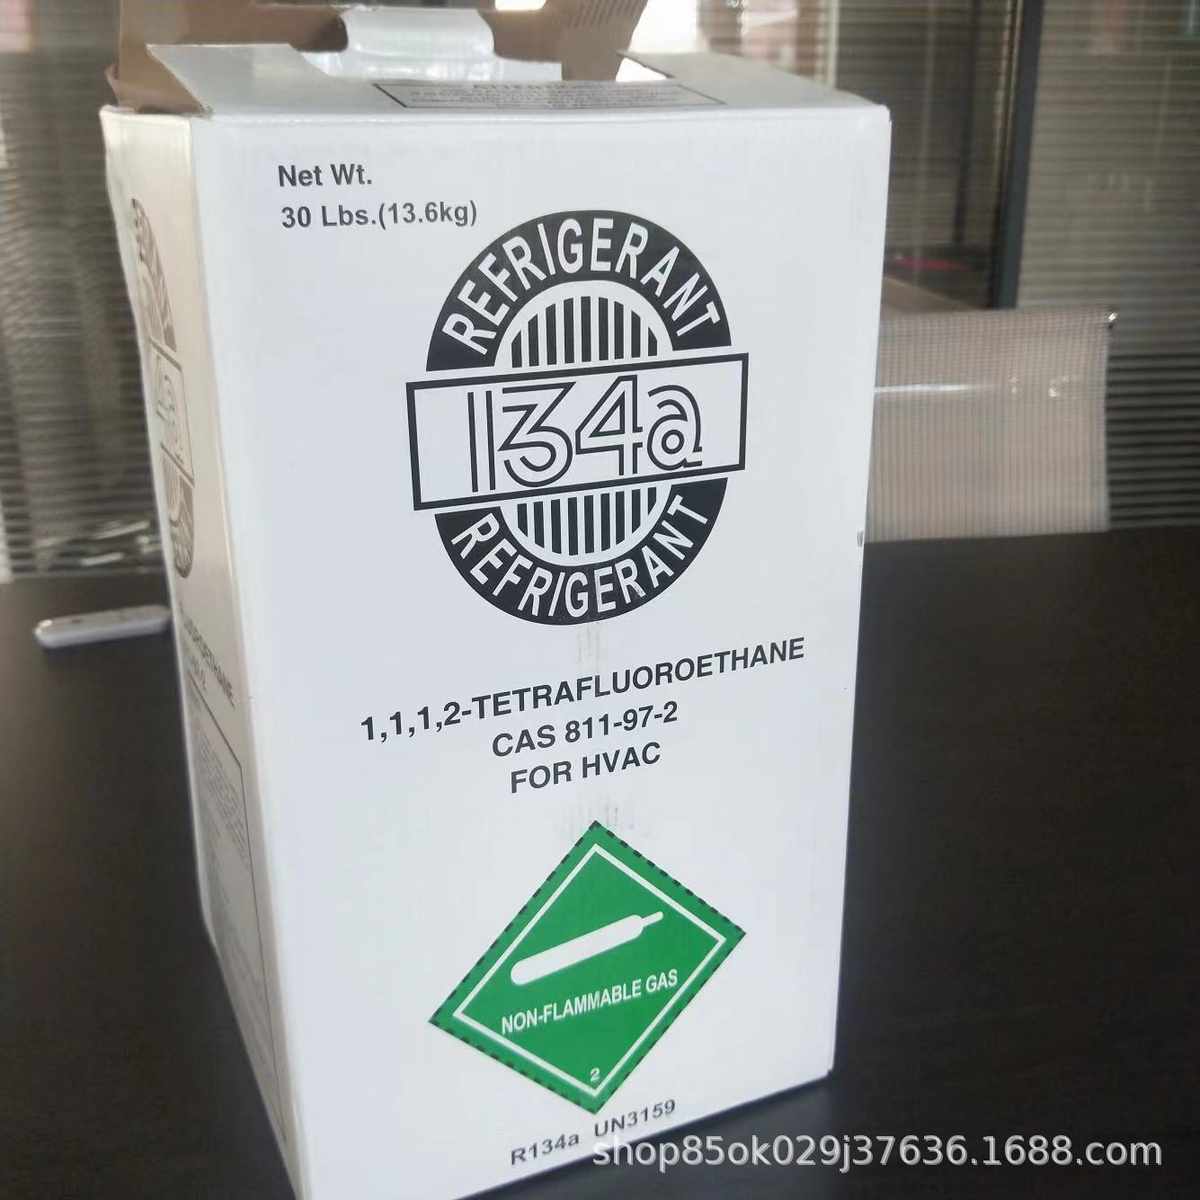 Net Wt.
30 Lbs.(13.6kg)
REFRIGERANT
134a
REFRIGERANT
1,1,1,2-TETRAFLUOROETHANE
CAS 811-97-2
FOR HVAC
NON-FLAMMABLE GAS
2
R134a UN3159
shop85ok029j37636.1688.com